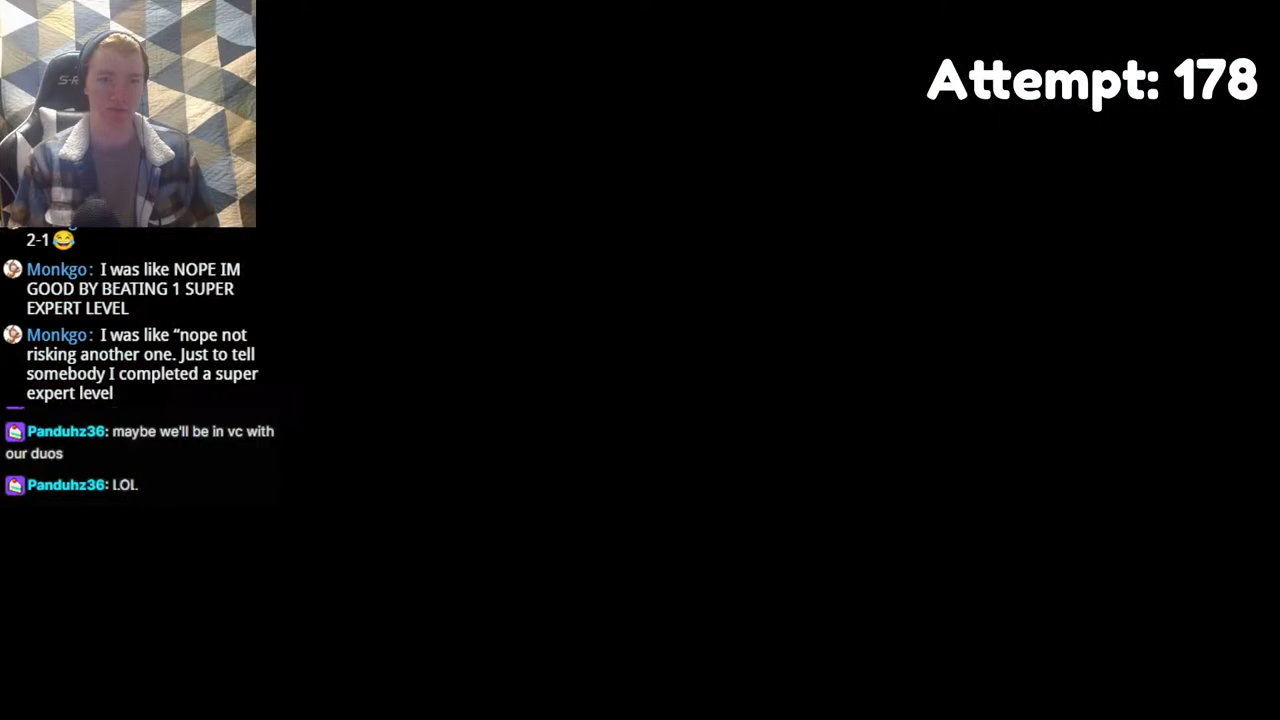 S-R
Attempt: 178
2-1😂
Monkgo: I was like NOPE IM
GOOD BY BEATING 1 SUPER
EXPERT LEVEL
Monkgo: I was like “nope not
risking another one. Just to tell
somebody I completed a super
expert level
Panduhz36: maybe we'll be in vc with
our duos
Panduhz36: LOL